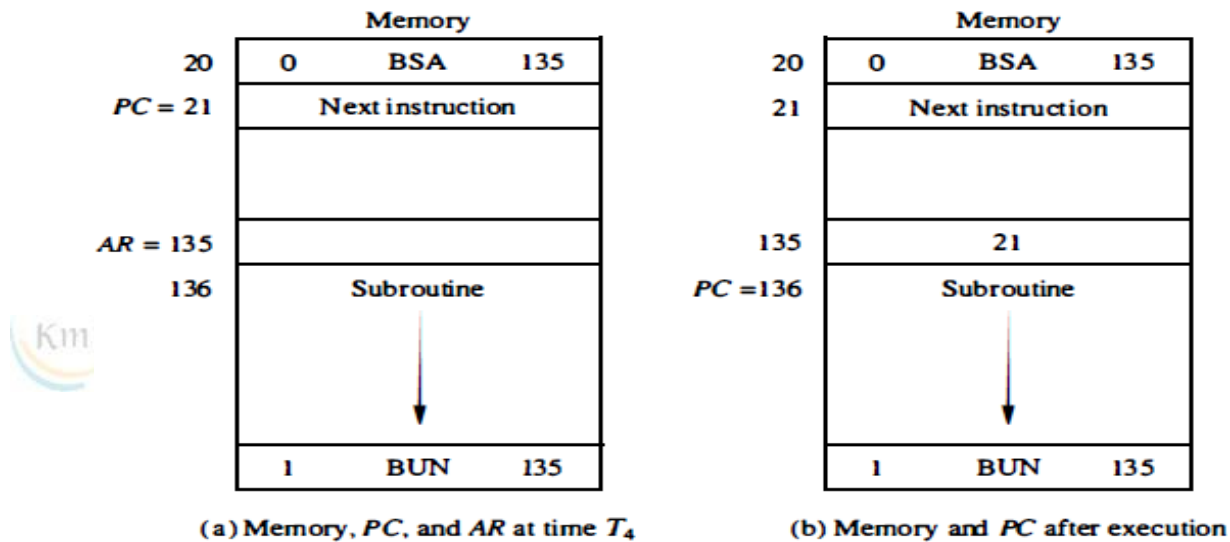 Memory
20 0 BSA 135
PC = 21 Next instruction
AR = 135
136 Subroutine
1 BUN 135
(a) Memory, PC, and AR at time T4
Memory
20 0 BSA 135
21 Next instruction
135 21
PC =136 Subroutine
1 BUN 135
(b) Memory and PC after execution
Km